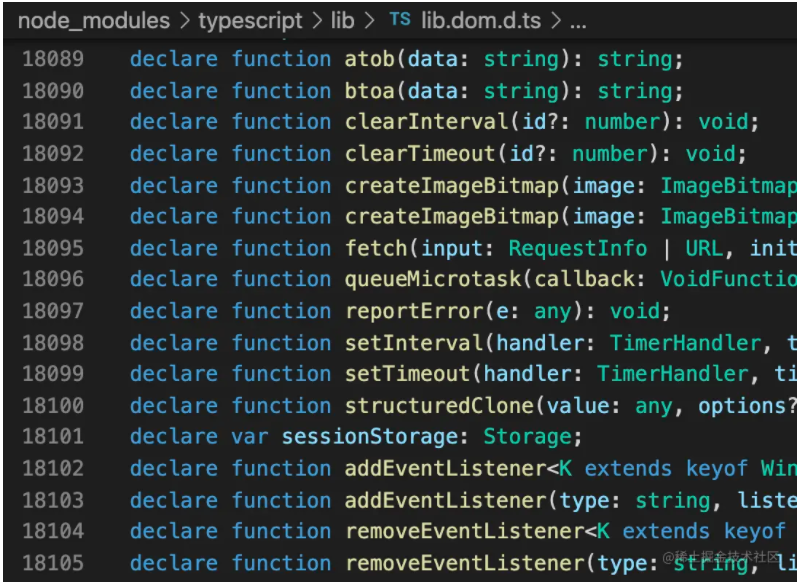 node_modules > typescript > lib > TS lib.dom.d.ts > ...
18089 declare function atob(data: string): string;
18090 declare function btoa(data: string): string;
18091 declare function clearInterval(id?: number): void;
18092 declare function clearTimeout(id?: number): void;
18093 declare function createImageBitmap(image: ImageBitmap
18094 declare function createImageBitmap(image: ImageBitmap
18095 declare function fetch(input: RequestInfo | URL, init
18096 declare function queueMicrotask(callback: VoidFunctio
18097 declare function reportError(e: any): void;
18098 declare function setInterval(handler: TimerHandler, t
18099 declare function setTimeout(handler: TimerHandler, ti
18100 declare function structuredClone(value: any, options?
18101 declare var sessionStorage: Storage;
18102 declare function addEventListener<K extends keyof Win
18103 declare function addEventListener(type: string, liste
18104 declare function removeEventListener<K extends keyof
18105 declare function removeEventListener(type: string, li
@稀土掘金技术社区